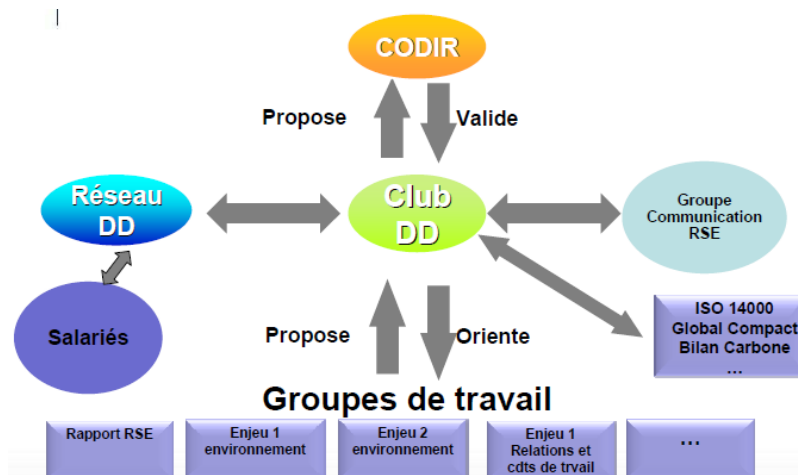 CODIR
Propose
Valide
Réseau
DD
Club
DD
Groupe
Communication
RSE
Salariés
ISO 14000
Global Compact
Bilan Carbone
...
Propose
Oriente
Groupes de travail
Rapport RSE
Enjeu 1
environnement
Enjeu 2
environnement
Enjeu 1
Relations et
cdts de trvail
...